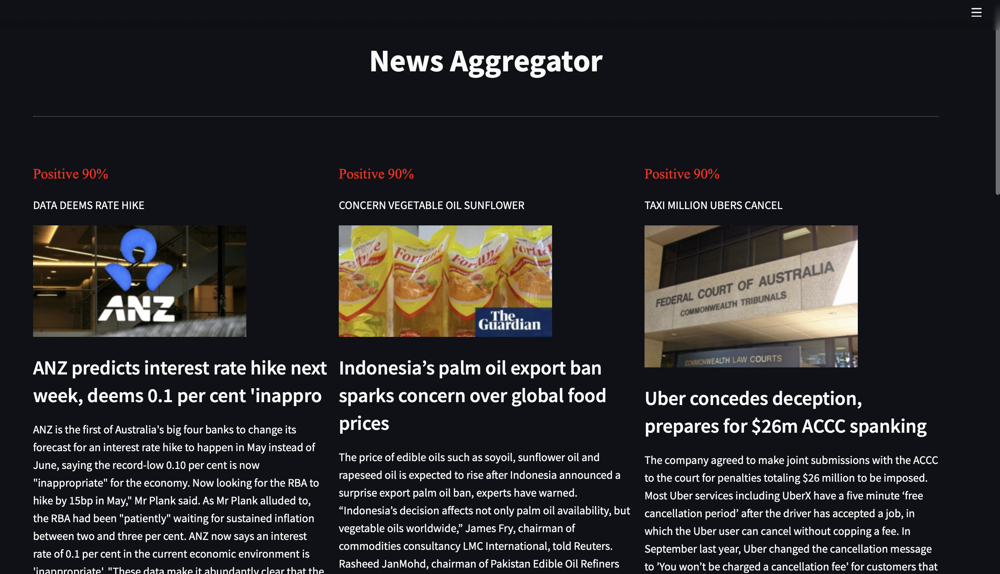 News Aggregator
Positive 90%
DATA DEEMS RATE HIKE
ANZ
ANZ predicts interest rate hike next
week, deems 0.1 per cent 'inappro
ANZ is the first of Australia's big four banks to change its
forecast for an interest rate hike to happen in May instead of
June, saying the record-low 0.10 per cent is now
"inappropriate" for the economy. Now looking for the RBA to
hike by 15bp in May," Mr Plank said. As Mr Plank alluded to,
the RBA had been "patiently" waiting for sustained inflation
between two and three per cent. ANZ now says an interest
rate of 0.1 per cent in the current economic environment is
'inappropriate'. "These data make it abundantly clear that the
Positive 90%
CONCERN VEGETABLE OIL SUNFLOWER
Fortune
Fortune
The
Guardian
Indonesia’s palm oil export ban
sparks concern over global food
prices
The price of edible oils such as soyoil, sunflower oil and
rapeseed oil is expected to rise after Indonesia announced a
surprise export palm oil ban, experts have warned.
“Indonesia’s decision affects not only palm oil availability, but
vegetable oils worldwide,” James Fry, chairman of
commodities consultancy LMC International, told Reuters.
Rasheed JanMohd, chairman of Pakistan Edible Oil Refiners
Positive 90%
TAXI MILLION UBERS CANCEL
FEDERAL COURT OF AUSTRALIA
COMMONWEALTH TRIBUNALS
COMMONWEALTH LAW COURTS
Uber concedes deception,
prepares for $26m ACCC spanking
The company agreed to make joint submissions with the ACCC
to the court for penalties totaling $26 million to be imposed.
Most Uber services including UberX have a five minute ‘free
cancellation period’ after the driver has accepted a job, in
which the Uber user can cancel without copping a fee. In
September last year, Uber changed the cancellation message
to ’You won’t be charged a cancellation fee’ for customers that